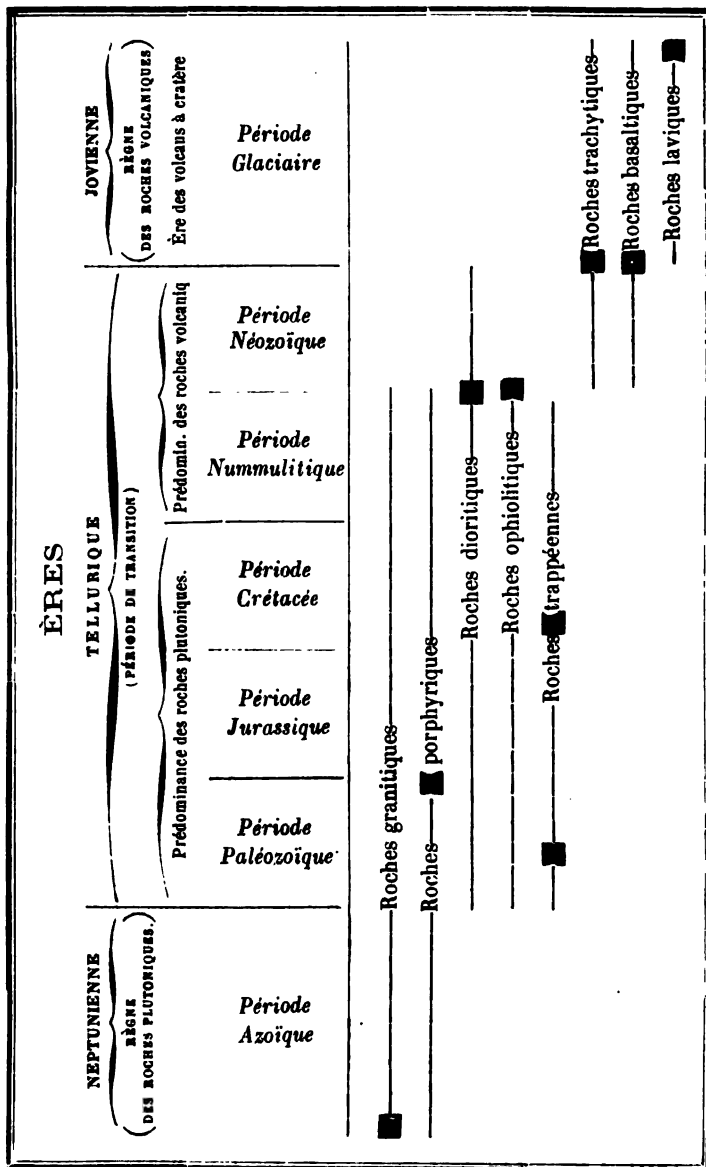 ÈRES
NEPTUNIENNE
RÈGNE
(DES ROCHES PLUTONIQUES.)
Période
Azoïque
TELLURIQUE
(PÉRIODE DE TRANSITION)
Prédominance des roches plutoniques.
Période
Paléozoïque
Période
Jurassique
Période
Crétacée
Prédomin. des roches volcaniq
Période
Nummulitique
Période
Néozoïque
JOVIENNE
RÈGNE
(DES ROCHES VOLCANIQUES)
Ère des volcans à cratère
Période
Glaciaire
Roches granitiques
Roches porphyriques
Roches dioritiques
Roches ophiolitiques
Roches trappéennes
Roches trachytiques
Roches basaltiques
Roches laviques